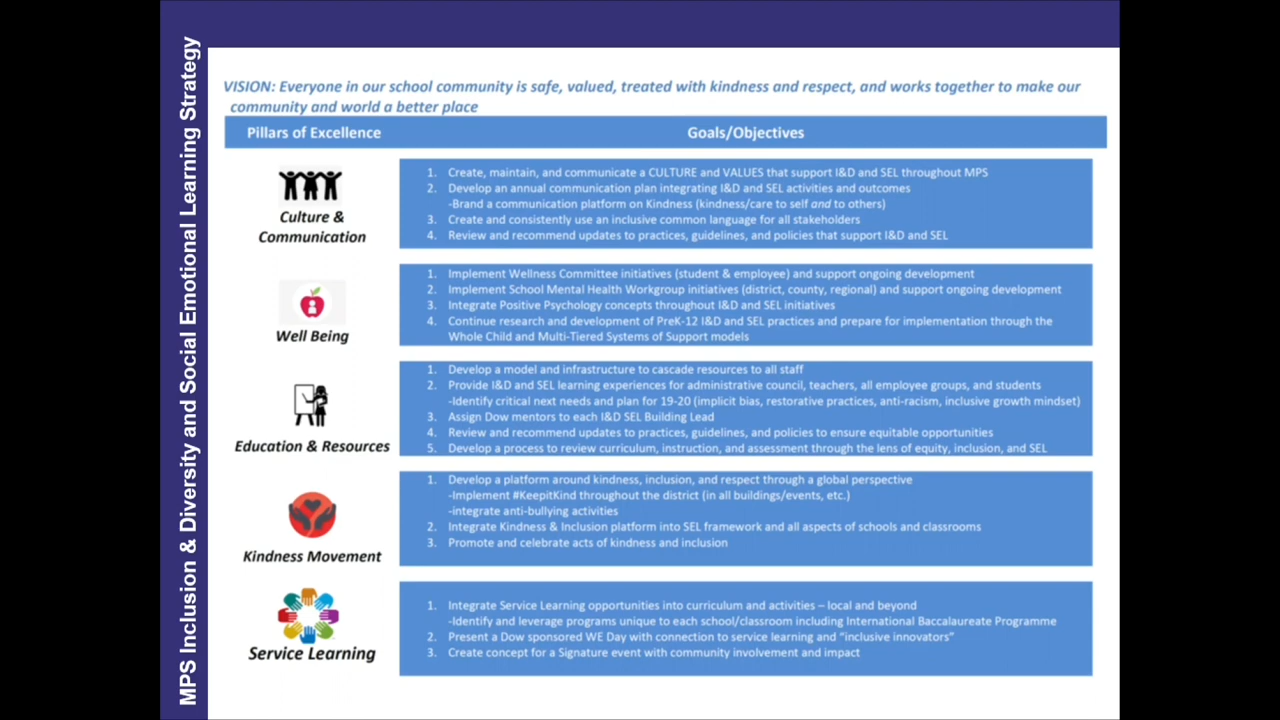 MPS Inclusion & Diversity and Social Emotional Learning Strategy
VISION: Everyone in our school community is safe, valued, treated with kindness and respect, and works together to make our
community and world a better place
Pillars of Excellence
Goals/Objectives
Culture &
Communication
1. Create, maintain, and communicate a CULTURE and VALUES that support I&D and SEL throughout MPS
2. Develop an annual communication plan integrating I&D and SEL activities and outcomes
-Brand a communication platform on Kindness (kindness/care to self and to others)
3. Create and consistently use an inclusive common language for all stakeholders
4. Review and recommend updates to practices, guidelines, and policies that support I&D and SEL
Well Being
1. Implement Wellness Committee initiatives (student & employee) and support ongoing development
2. Implement School Mental Health Workgroup initiatives (district, county, regional) and support ongoing development
3. Integrate Positive Psychology concepts throughout I&D and SEL initiatives
4. Continue research and development of PreK-12 I&D and SEL practices and prepare for implementation through the
Whole Child and Multi-Tiered Systems of Support models
Education & Resources
1. Develop a model and infrastructure to cascade resources to all staff
2. Provide I&D and SEL learning experiences for administrative council, teachers, all employee groups, and students
-Identify critical next needs and plan for 19-20 (implicit bias, restorative practices, anti-racism, inclusive growth mindset)
3. Assign Dow mentors to each I&D SEL Building Lead
4. Review and recommend updates to practices, guidelines, and policies to ensure equitable opportunities
5. Develop a process to review curriculum, instruction, and assessment through the lens of equity, inclusion, and SEL
Kindness Movement
1. Develop a platform around kindness, inclusion, and respect through a global perspective
-Implement #KeepitKind throughout the district (in all buildings/events, etc.)
-integrate anti-bullying activities
2. Integrate Kindness & Inclusion platform into SEL framework and all aspects of schools and classrooms
3. Promote and celebrate acts of kindness and inclusion
Service Learning
1. Integrate Service Learning opportunities into curriculum and activities – local and beyond
-Identify and leverage programs unique to each school/classroom including International Baccalaureate Programme
2. Present a Dow sponsored WE Day with connection to service learning and “inclusive innovators”
3. Create concept for a Signature event with community involvement and impact